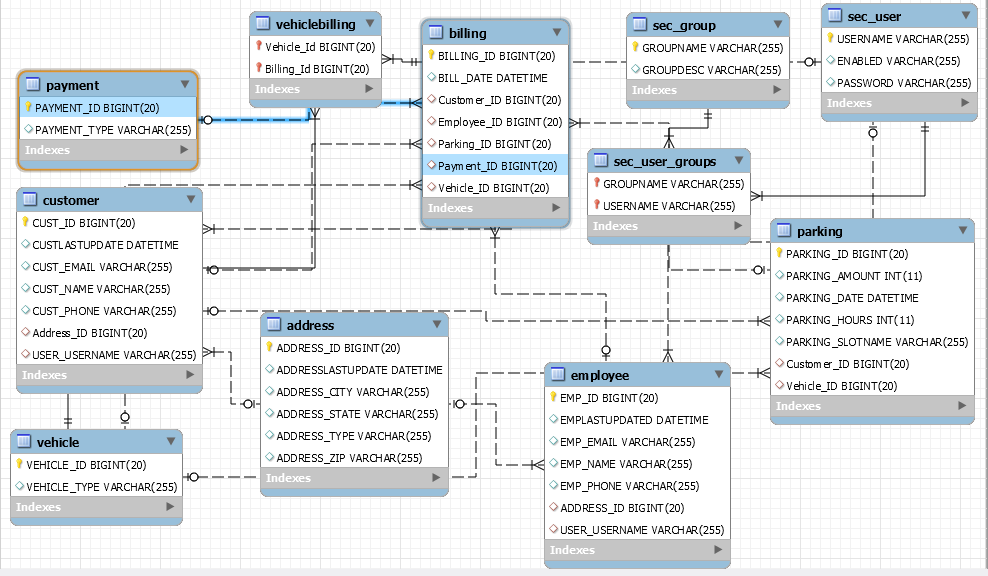 vehiclebilling
Vehicle_Id BIGINT(20)
Billing_Id BIGINT(20)
Indexes
billing
BILLING_ID BIGINT(20)
BILL_DATE DATETIME
Customer_ID BIGINT(20)
Employee_ID BIGINT(20)
Parking_ID BIGINT(20)
Payment_ID BIGINT(20)
Vehicle_ID BIGINT(20)
Indexes
sec_group
GROUPNAME VARCHAR(255)
GROUPDESC VARCHAR(255)
Indexes
sec_user
USERNAME VARCHAR(255)
ENABLED VARCHAR(255)
PASSWORD VARCHAR(255)
Indexes
payment
PAYMENT_ID BIGINT(20)
PAYMENT_TYPE VARCHAR(255)
Indexes
sec_user_groups
GROUPNAME VARCHAR(255)
USERNAME VARCHAR(255)
Indexes
customer
CUST_ID BIGINT(20)
CUSTLASTUPDATE DATETIME
CUST_EMAIL VARCHAR(255)
CUST_NAME VARCHAR(255)
CUST_PHONE VARCHAR(255)
Address_ID BIGINT(20)
USER_USERNAME VARCHAR(255)
Indexes
parking
PARKING_ID BIGINT(20)
PARKING_AMOUNT INT(11)
PARKING_DATE DATETIME
PARKING_HOURS INT(11)
PARKING_SLOTNAME VARCHAR(255)
Customer_ID BIGINT(20)
Vehicle_ID BIGINT(20)
Indexes
address
ADDRESS_ID BIGINT(20)
ADDRESSLASTUPDATE DATETIME
ADDRESS_CITY VARCHAR(255)
ADDRESS_STATE VARCHAR(255)
ADDRESS_TYPE VARCHAR(255)
ADDRESS_ZIP VARCHAR(255)
Indexes
employee
EMP_ID BIGINT(20)
EMPLASTUPDATED DATETIME
EMP_EMAIL VARCHAR(255)
EMP_NAME VARCHAR(255)
EMP_PHONE VARCHAR(255)
ADDRESS_ID BIGINT(20)
USER_USERNAME VARCHAR(255)
Indexes
vehicle
VEHICLE_ID BIGINT(20)
VEHICLE_TYPE VARCHAR(255)
Indexes